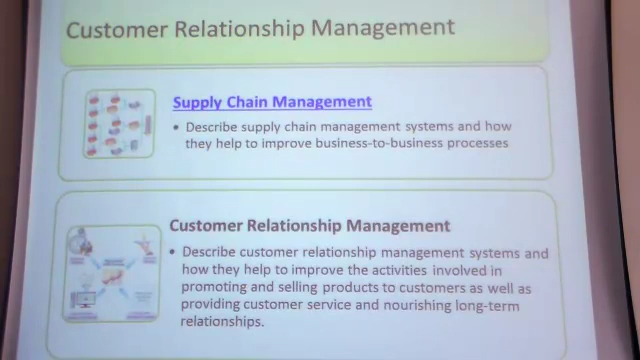 Customer Relationship Management
Supply Chain Management
• Describe supply chain management systems and how
they help to improve business-to-business processes
Customer Relationship Management
• Describe customer relationship management systems and
how they help to improve the activities involved in
promoting and selling products to customers as well as
providing customer service and nourishing long-term
relationships.